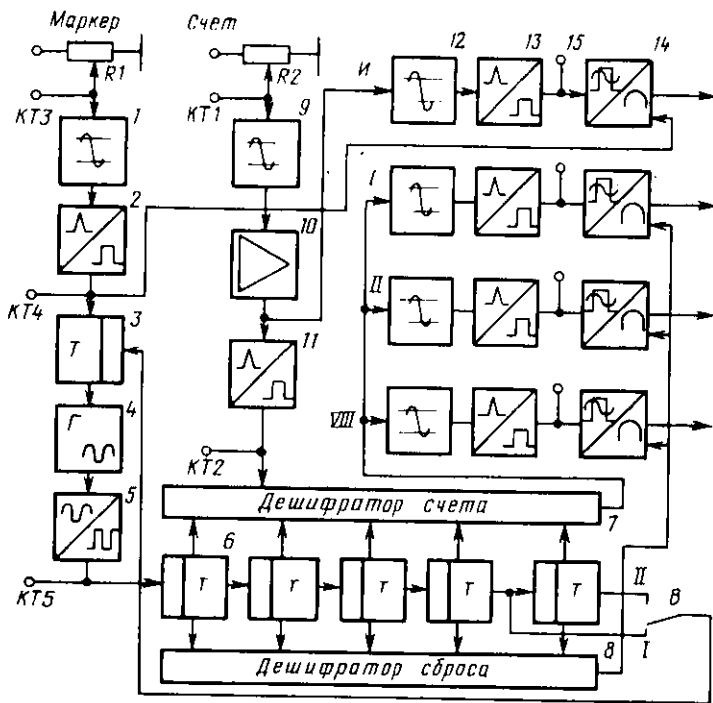 Маркер
Счет
R1
R2
КТ3
1
КТ1
9
И
12
13
15
14
2
I
10
КТ4
3
T
II
11
4
Г
VIII
КТ2
5
Дешифратор счета
7
6
T
T
T
T
T
II
В
КТ5
I
8
Дешифратор сброса